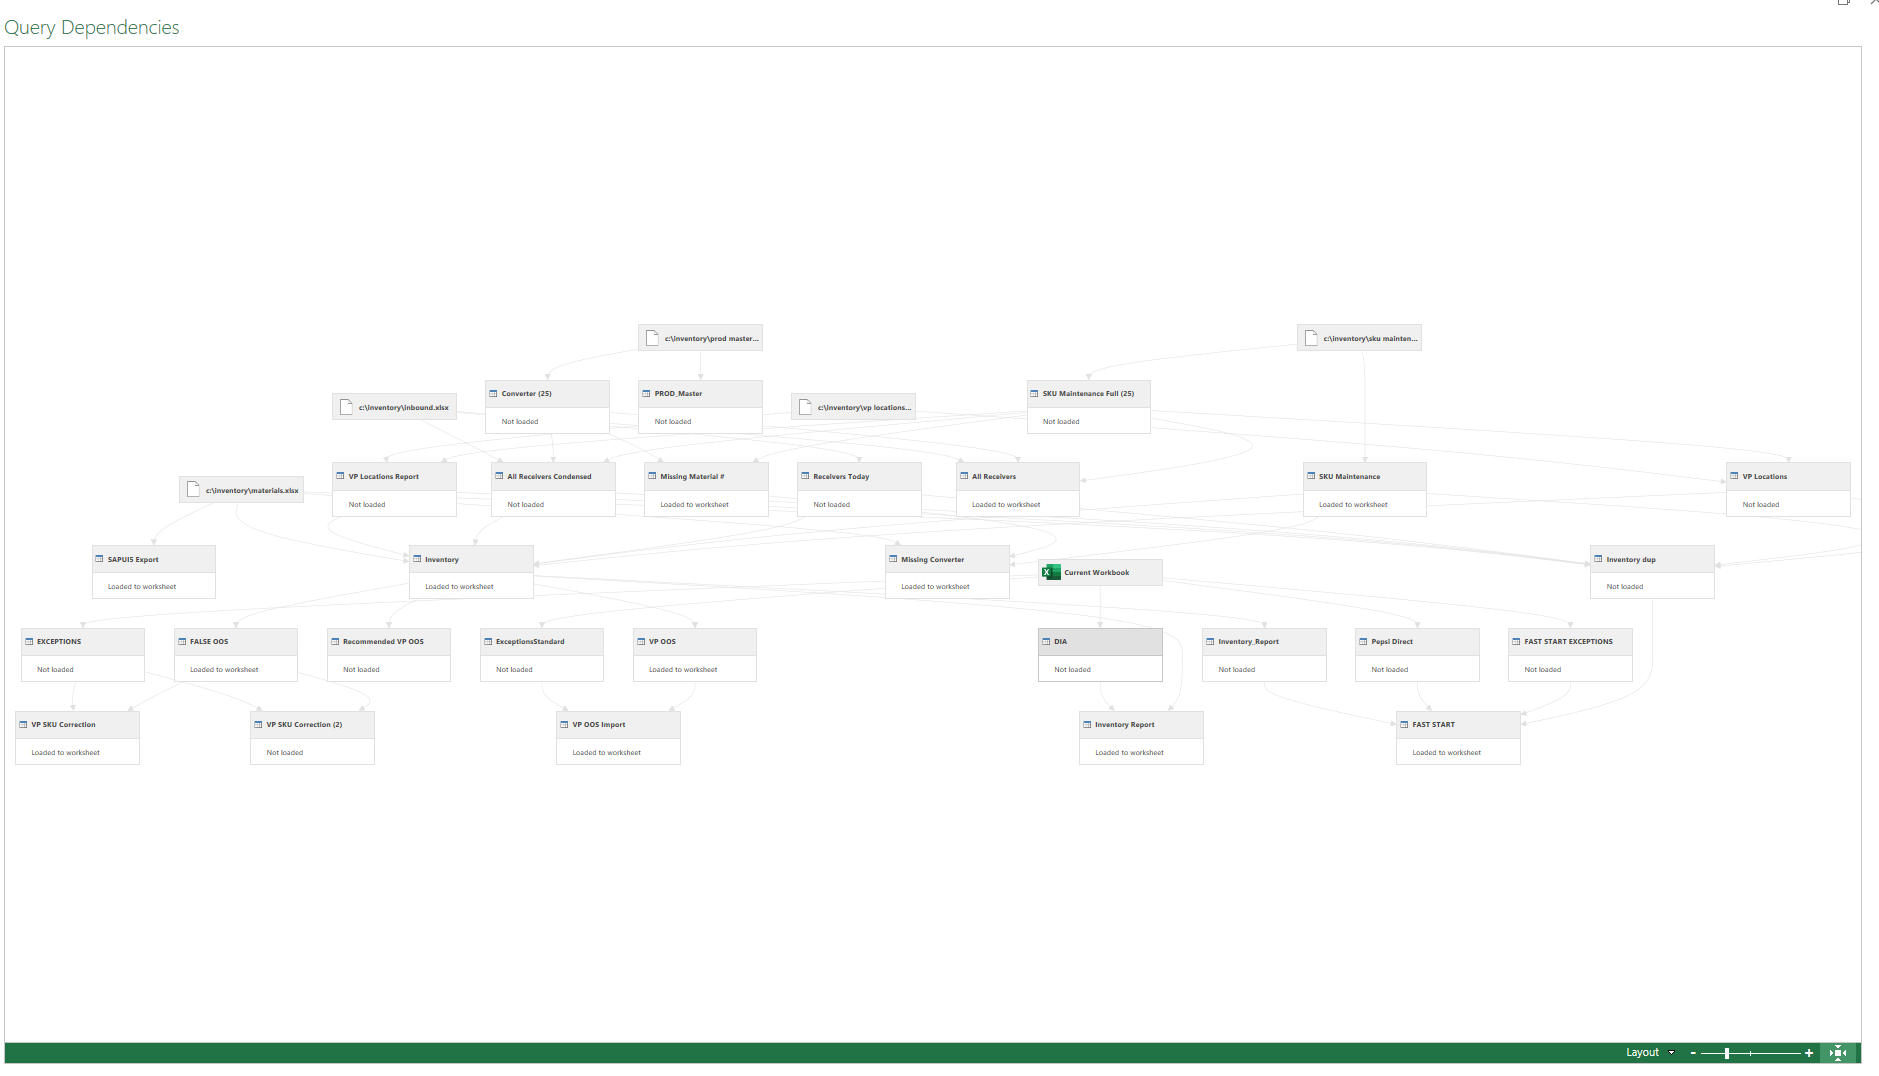 Query Dependencies
c:\inventory\prod master...
c:\inventory\sku mainten...
Converter (25)
Not loaded
PROD_Master
Not loaded
SKU Maintenance Full (25)
Not loaded
c:\inventory\inbound.xlsx
c:\inventory\vp locations...
VP Locations Report
Not loaded
All Receivers Condensed
Not loaded
Missing Material #
Loaded to worksheet
Receivers Today
Not loaded
All Receivers
Loaded to worksheet
SKU Maintenance
Loaded to worksheet
VP Locations
Not loaded
c:\inventory\materials.xlsx
SAPUI5 Export
Loaded to worksheet
Inventory
Loaded to worksheet
Missing Converter
Loaded to worksheet
Current Workbook
Inventory dup
Not loaded
EXCEPTIONS
Not loaded
FALSE OOS
Loaded to worksheet
Recommended VP OOS
Not loaded
ExceptionsStandard
Not loaded
VP OOS
Loaded to worksheet
DIA
Not loaded
Inventory_Report
Not loaded
Pepsi Direct
Not loaded
FAST START EXCEPTIONS
Not loaded
VP SKU Correction
Loaded to worksheet
VP SKU Correction (2)
Not loaded
VP OOS Import
Loaded to worksheet
Inventory Report
Loaded to worksheet
FAST START
Loaded to worksheet
Layout